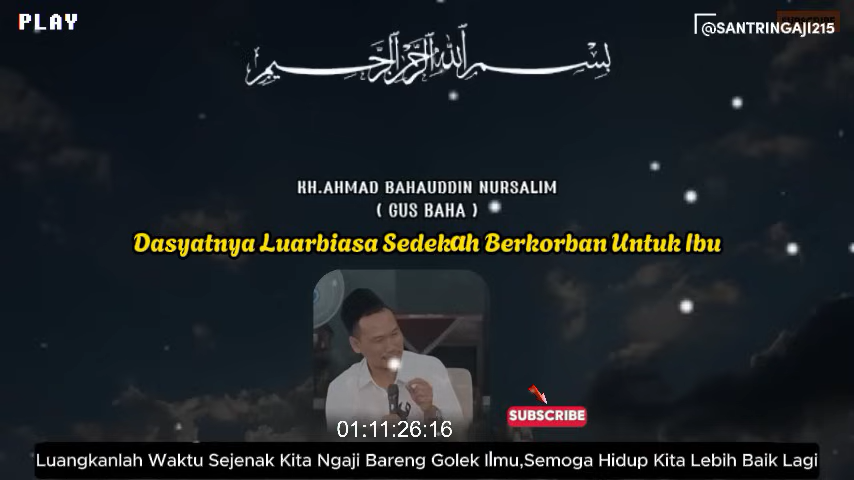 PLAY
@SANTRINGAJI215
بسم الله الرحمن الرحيم
KH.AHMAD BAHAUDDIN NURSALIM
( GUS BAHA )
Dasyatnya Luarbiasa Sedekah Berkorban Untuk Ibu
SUBSCRIBE
01:11:26:16
Luangkanlah Waktu Sejenak Kita Ngaji Bareng Golek Ilmu,Semoga Hidup Kita Lebih Baik Lagi